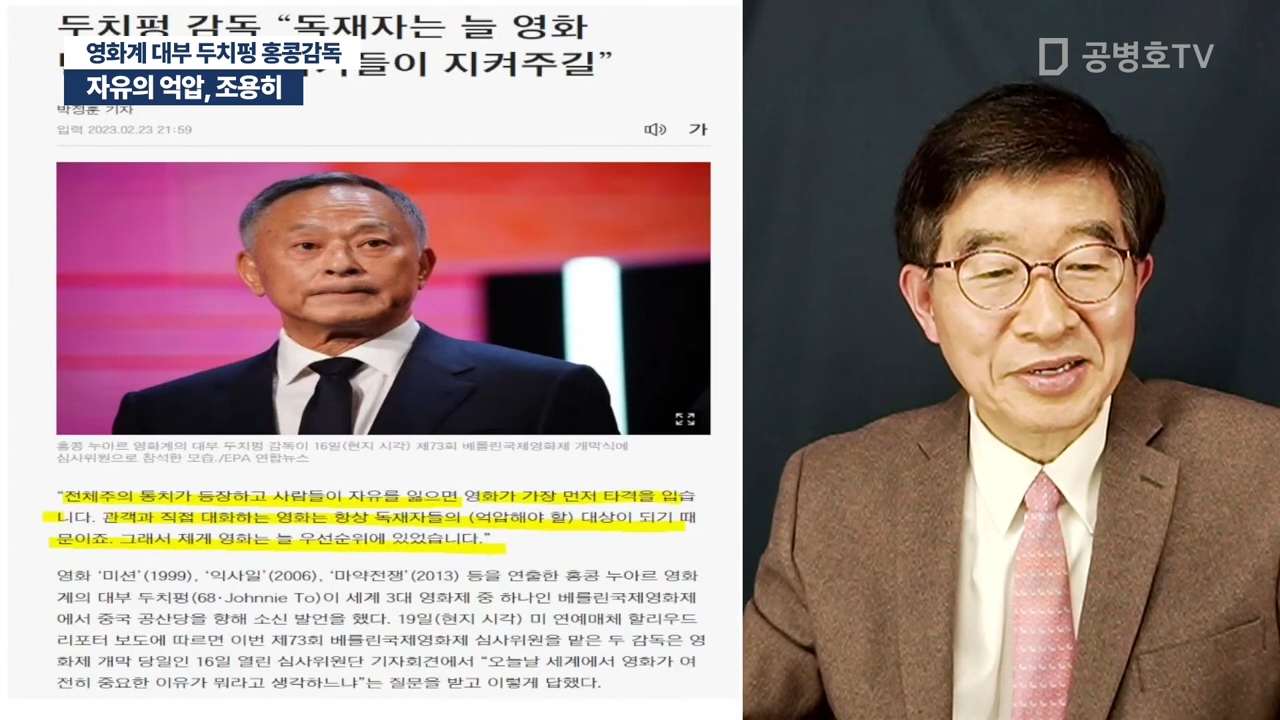 두치펑 감독 “독재자는 늘 영화
들이 지켜주길”
영화계 대부 두치펑 홍콩감독
자유의 억압, 조용히
공병호TV
박정훈 기자
입력 2023.02.23 21:59
가
홍콩 누아르 영화계의 대부 두치펑 감독이 16일(현지 시각) 제73회 베를린국제영화제 개막식에
심사위원으로 참석한 모습./EPA 연합뉴스
“전체주의 통치가 등장하고 사람들이 자유를 잃으면 영화가 가장 먼저 타격을 입습
니다. 관객과 직접 대화하는 영화는 항상 독재자들의 (억압해야 할) 대상이 되기 때
문이죠. 그래서 제게 영화는 늘 우선순위에 있었습니다.”
영화 ‘미션’(1999), ‘익사일’(2006), ‘마약전쟁’(2013) 등을 연출한 홍콩 누아르 영화
계의 대부 두치펑(68·Johnnie To)이 세계 3대 영화제 중 하나인 베를린국제영화제
에서 중국 공산당을 향해 소신 발언을 했다. 19일(현지 시각) 미 연예매체 할리우드
리포터 보도에 따르면 이번 제73회 베를린국제영화제 심사위원을 맡은 두 감독은 영
화제 개막 당일인 16일 열린 심사위원단 기자회견에서 “오늘날 세계에서 영화가 여
전히 중요한 이유가 뭐라고 생각하느냐”는 질문을 받고 이렇게 답했다.